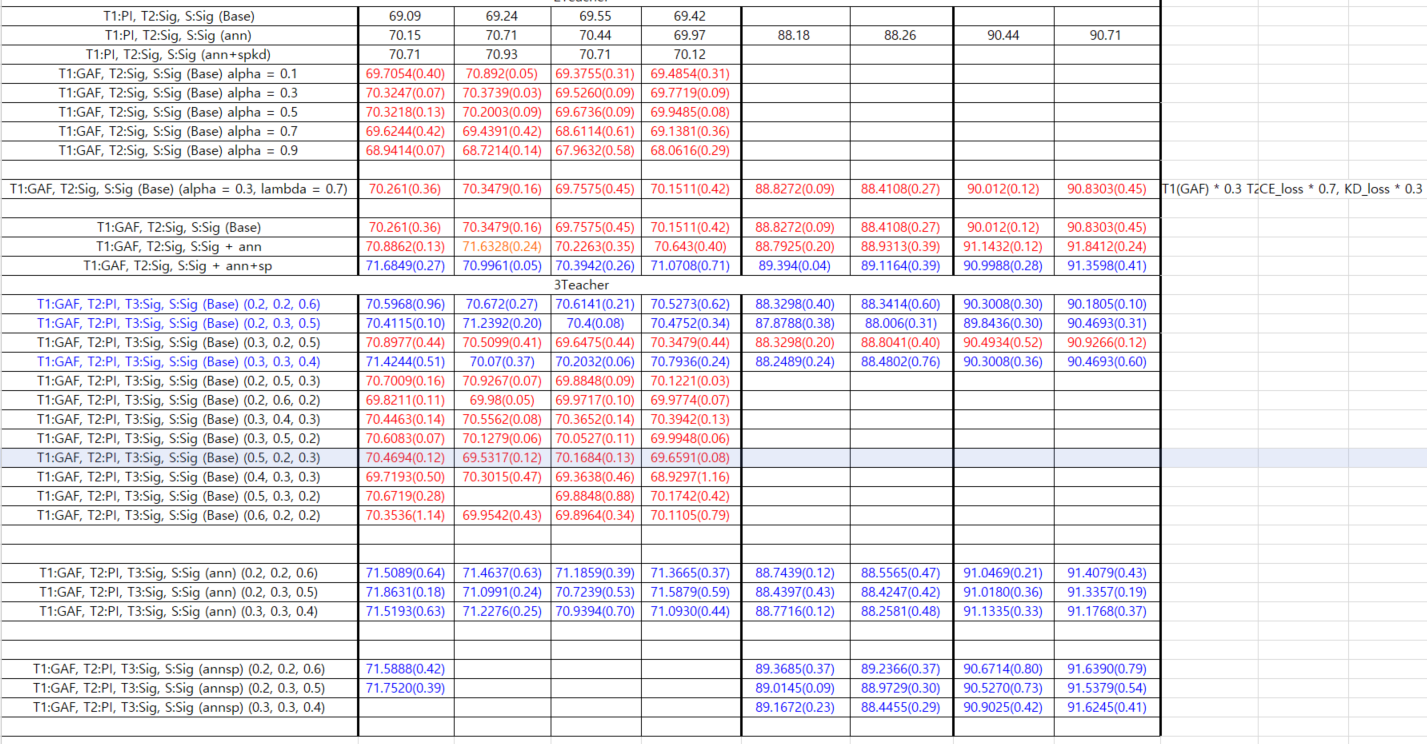 T1:PI, T2:Sig, S:Sig (Base) 69.09 69.24 69.55 69.42
T1:PI, T2:Sig, S:Sig (ann) 70.15 70.71 70.44 69.97 88.18 88.26 90.44 90.71
T1:PI, T2:Sig, S:Sig (ann+spkd) 70.71 70.93 70.71 70.12
T1:GAF, T2:Sig, S:Sig (Base) alpha = 0.1 69.7054(0.40) 70.892(0.05) 69.3755(0.31) 69.4854(0.31)
T1:GAF, T2:Sig, S:Sig (Base) alpha = 0.3 70.3247(0.07) 70.3739(0.03) 69.5260(0.09) 69.7719(0.09)
T1:GAF, T2:Sig, S:Sig (Base) alpha = 0.5 70.3218(0.13) 70.2003(0.09) 69.6736(0.09) 69.9485(0.08)
T1:GAF, T2:Sig, S:Sig (Base) alpha = 0.7 69.6244(0.42) 69.4391(0.42) 68.6114(0.61) 69.1381(0.36)
T1:GAF, T2:Sig, S:Sig (Base) alpha = 0.9 68.9414(0.07) 68.7214(0.14) 67.9632(0.58) 68.0616(0.29)
T1:GAF, T2:Sig, S:Sig (Base) (alpha = 0.3, lambda = 0.7) 70.261(0.36) 70.3479(0.16) 69.7575(0.45) 70.1511(0.42) 88.8272(0.09) 88.4108(0.27) 90.012(0.12) 90.8303(0.45) T1(GAF) * 0.3 T2CE_loss * 0.7, KD_loss * 0.3
T1:GAF, T2:Sig, S:Sig (Base) 70.261(0.36) 70.3479(0.16) 69.7575(0.45) 70.1511(0.42) 88.8272(0.09) 88.4108(0.27) 90.012(0.12) 90.8303(0.45)
T1:GAF, T2:Sig, S:Sig + ann 70.8862(0.13) 71.6328(0.24) 70.2263(0.35) 70.643(0.40) 88.7925(0.20) 88.9313(0.39) 91.1432(0.12) 91.8412(0.24)
T1:GAF, T2:Sig, S:Sig + ann+sp 71.6849(0.27) 70.9961(0.05) 70.3942(0.26) 71.0708(0.71) 89.394(0.04) 89.1164(0.39) 90.9988(0.28) 91.3598(0.41)
3Teacher
T1:GAF, T2:PI, T3:Sig, S:Sig (Base) (0.2, 0.2, 0.6) 70.5968(0.96) 70.672(0.27) 70.6141(0.21) 70.5273(0.62) 88.3298(0.40) 88.3414(0.60) 90.3008(0.30) 90.1805(0.10)
T1:GAF, T2:PI, T3:Sig, S:Sig (Base) (0.2, 0.3, 0.5) 70.4115(0.10) 71.2392(0.20) 70.4(0.08) 70.4752(0.34) 87.8788(0.38) 88.006(0.31) 89.8436(0.30) 90.4693(0.31)
T1:GAF, T2:PI, T3:Sig, S:Sig (Base) (0.3, 0.2, 0.5) 70.8977(0.44) 70.5099(0.41) 69.6475(0.44) 70.3479(0.44) 88.3298(0.20) 88.8041(0.40) 90.4934(0.52) 90.9266(0.12)
T1:GAF, T2:PI, T3:Sig, S:Sig (Base) (0.3, 0.3, 0.4) 71.4244(0.51) 70.07(0.37) 70.2032(0.06) 70.7936(0.24) 88.2489(0.24) 88.4802(0.76) 90.3008(0.36) 90.4693(0.60)
T1:GAF, T2:PI, T3:Sig, S:Sig (Base) (0.2, 0.5, 0.3) 70.7009(0.16) 70.9267(0.07) 69.8848(0.09) 70.1221(0.03)
T1:GAF, T2:PI, T3:Sig, S:Sig (Base) (0.2, 0.6, 0.2) 69.8211(0.11) 69.98(0.05) 69.9717(0.10) 69.9774(0.07)
T1:GAF, T2:PI, T3:Sig, S:Sig (Base) (0.3, 0.4, 0.3) 70.4463(0.14) 70.5562(0.08) 70.3652(0.14) 70.3942(0.13)
T1:GAF, T2:PI, T3:Sig, S:Sig (Base) (0.3, 0.5, 0.2) 70.6083(0.07) 70.1279(0.06) 70.0527(0.11) 69.9948(0.06)
T1:GAF, T2:PI, T3:Sig, S:Sig (Base) (0.5, 0.2, 0.3) 70.4694(0.12) 69.5317(0.12) 70.1684(0.13) 69.6591(0.08)
T1:GAF, T2:PI, T3:Sig, S:Sig (Base) (0.4, 0.3, 0.3) 69.7193(0.50) 70.3015(0.47) 69.3638(0.46) 68.9297(1.16)
T1:GAF, T2:PI, T3:Sig, S:Sig (Base) (0.5, 0.3, 0.2) 70.6719(0.28) 69.8848(0.88) 70.1742(0.42)
T1:GAF, T2:PI, T3:Sig, S:Sig (Base) (0.6, 0.2, 0.2) 70.3536(1.14) 69.9542(0.43) 69.8964(0.34) 70.1105(0.79)
T1:GAF, T2:PI, T3:Sig, S:Sig (ann) (0.2, 0.2, 0.6) 71.5089(0.64) 71.4637(0.63) 71.1859(0.39) 71.3665(0.37) 88.7439(0.12) 88.5565(0.47) 91.0469(0.21) 91.4079(0.43)
T1:GAF, T2:PI, T3:Sig, S:Sig (ann) (0.2, 0.3, 0.5) 71.8631(0.18) 71.0991(0.24) 70.7239(0.53) 71.5879(0.59) 88.4397(0.43) 88.4247(0.42) 91.0180(0.36) 91.3357(0.19)
T1:GAF, T2:PI, T3:Sig, S:Sig (ann) (0.3, 0.3, 0.4) 71.5193(0.63) 71.2276(0.25) 70.9394(0.70) 71.0930(0.44) 88.7716(0.12) 88.2581(0.48) 91.1335(0.33) 91.1768(0.37)
T1:GAF, T2:PI, T3:Sig, S:Sig (annsp) (0.2, 0.2, 0.6) 71.5888(0.42) 89.3685(0.37) 89.2366(0.37) 90.6714(0.80) 91.6390(0.79)
T1:GAF, T2:PI, T3:Sig, S:Sig (annsp) (0.2, 0.3, 0.5) 71.7520(0.39) 89.0145(0.09) 88.9729(0.30) 90.5270(0.73) 91.5379(0.54)
T1:GAF, T2:PI, T3:Sig, S:Sig (annsp) (0.3, 0.3, 0.4) 89.1672(0.23) 88.4455(0.29) 90.9025(0.42) 91.6245(0.41)